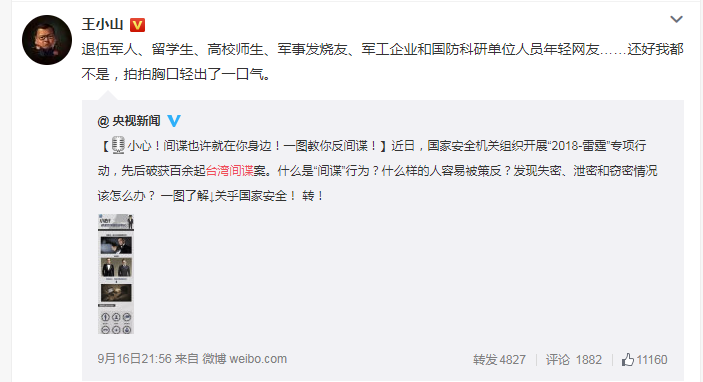 王小山
退伍军人、留学生、高校师生、军事发烧友、军工企业和国防科研单位人员年轻网友……还好我都
不是，拍拍胸口轻出了一口气。
@ 央视新闻
【小心！间谍也许就在你身边！一图教你反间谍！】近日，国家安全机关组织开展"2018-雷霆"专项行
动，先后破获百余起台湾间谍案。什么是"间谍"行为？什么样的人容易被策反？发现失密、泄密和窃密情况
该怎么办？ 一图了解↓关乎国家安全！ 转！
9月16日21:56 来自 微博 weibo.com
转发 4827 评论 1882 11160